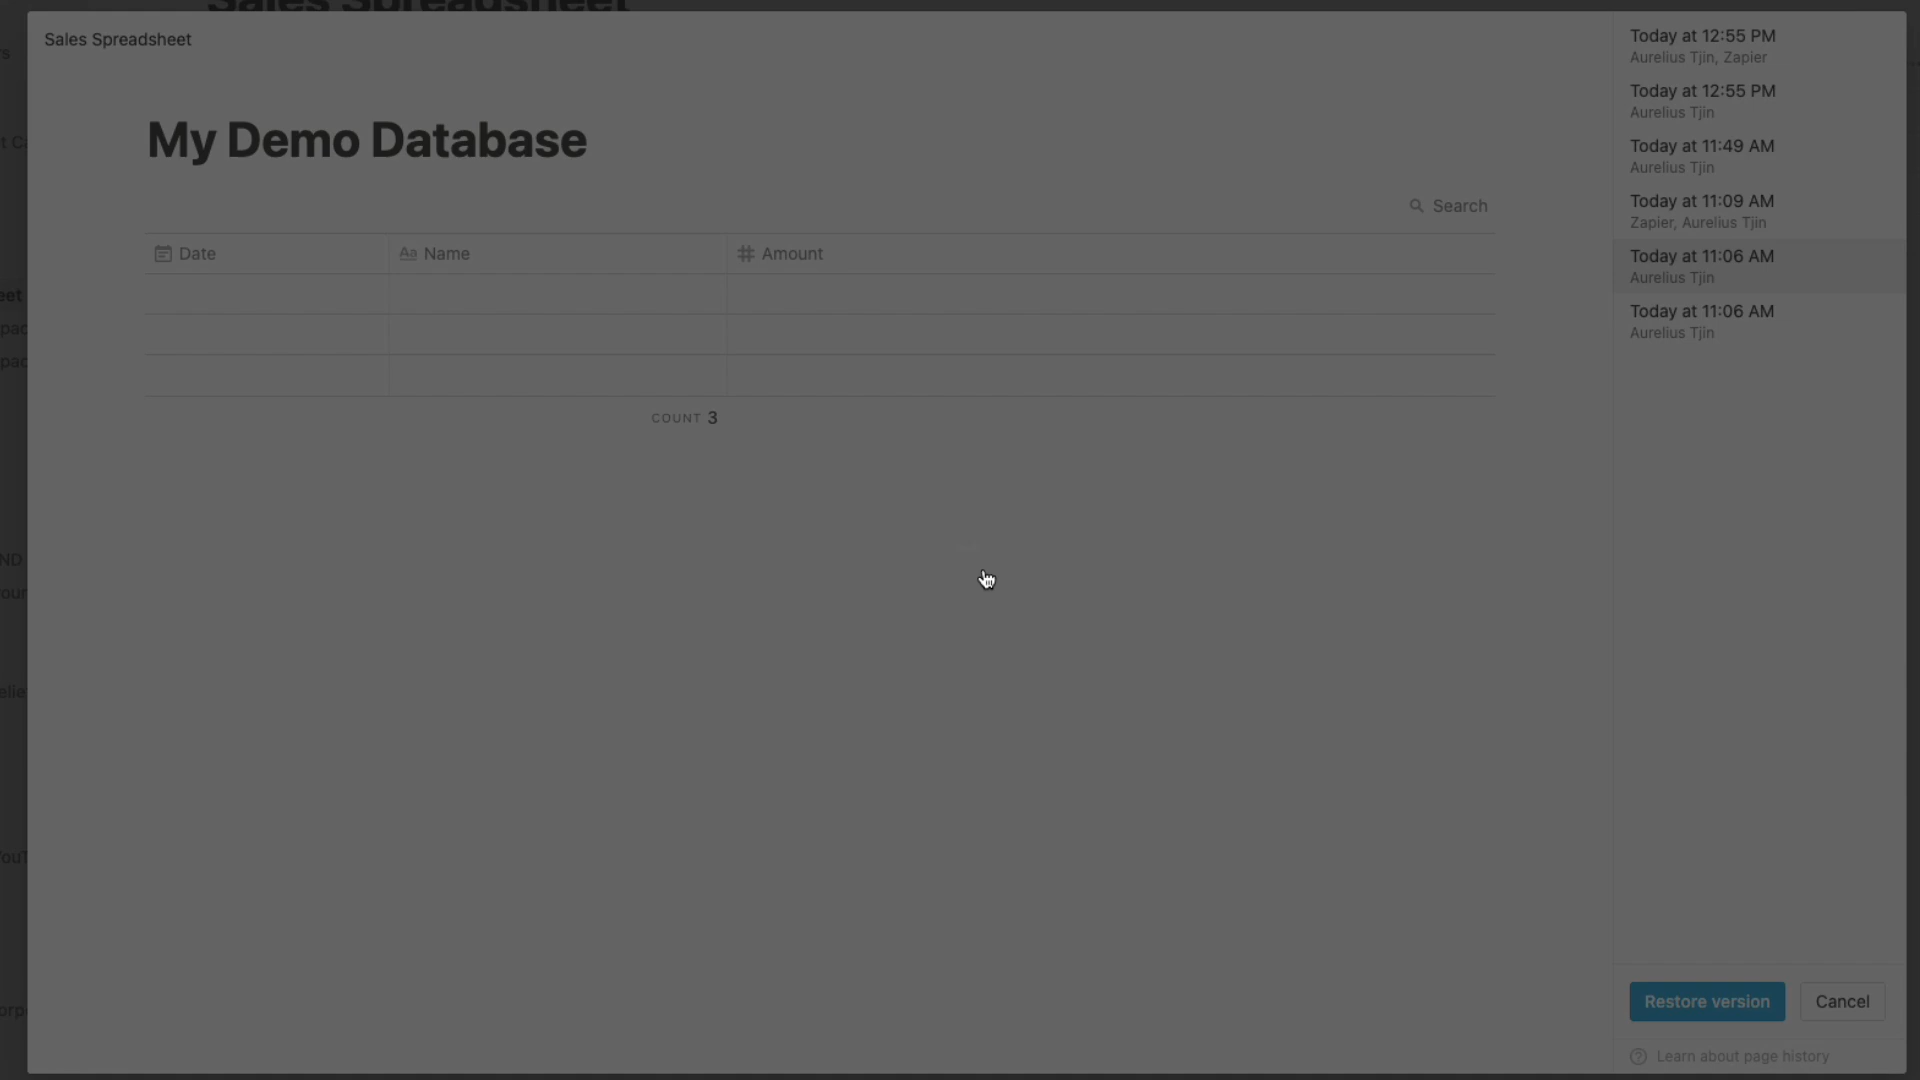 Sales Spreadsheet
Sales Spreadsheet
My Demo Database
Search
Date
Aa Name
Amount
COUNT 3
Today at 12:55 PM
Aurelius Tjin, Zapier
Today at 12:55 PM
Aurelius Tjin
Today at 11:49 AM
Aurelius Tjin
Today at 11:09 AM
Zapier, Aurelius Tjin
Today at 11:06 AM
Aurelius Tjin
Today at 11:06 AM
Aurelius Tjin
Restore version
Cancel
Learn about page history